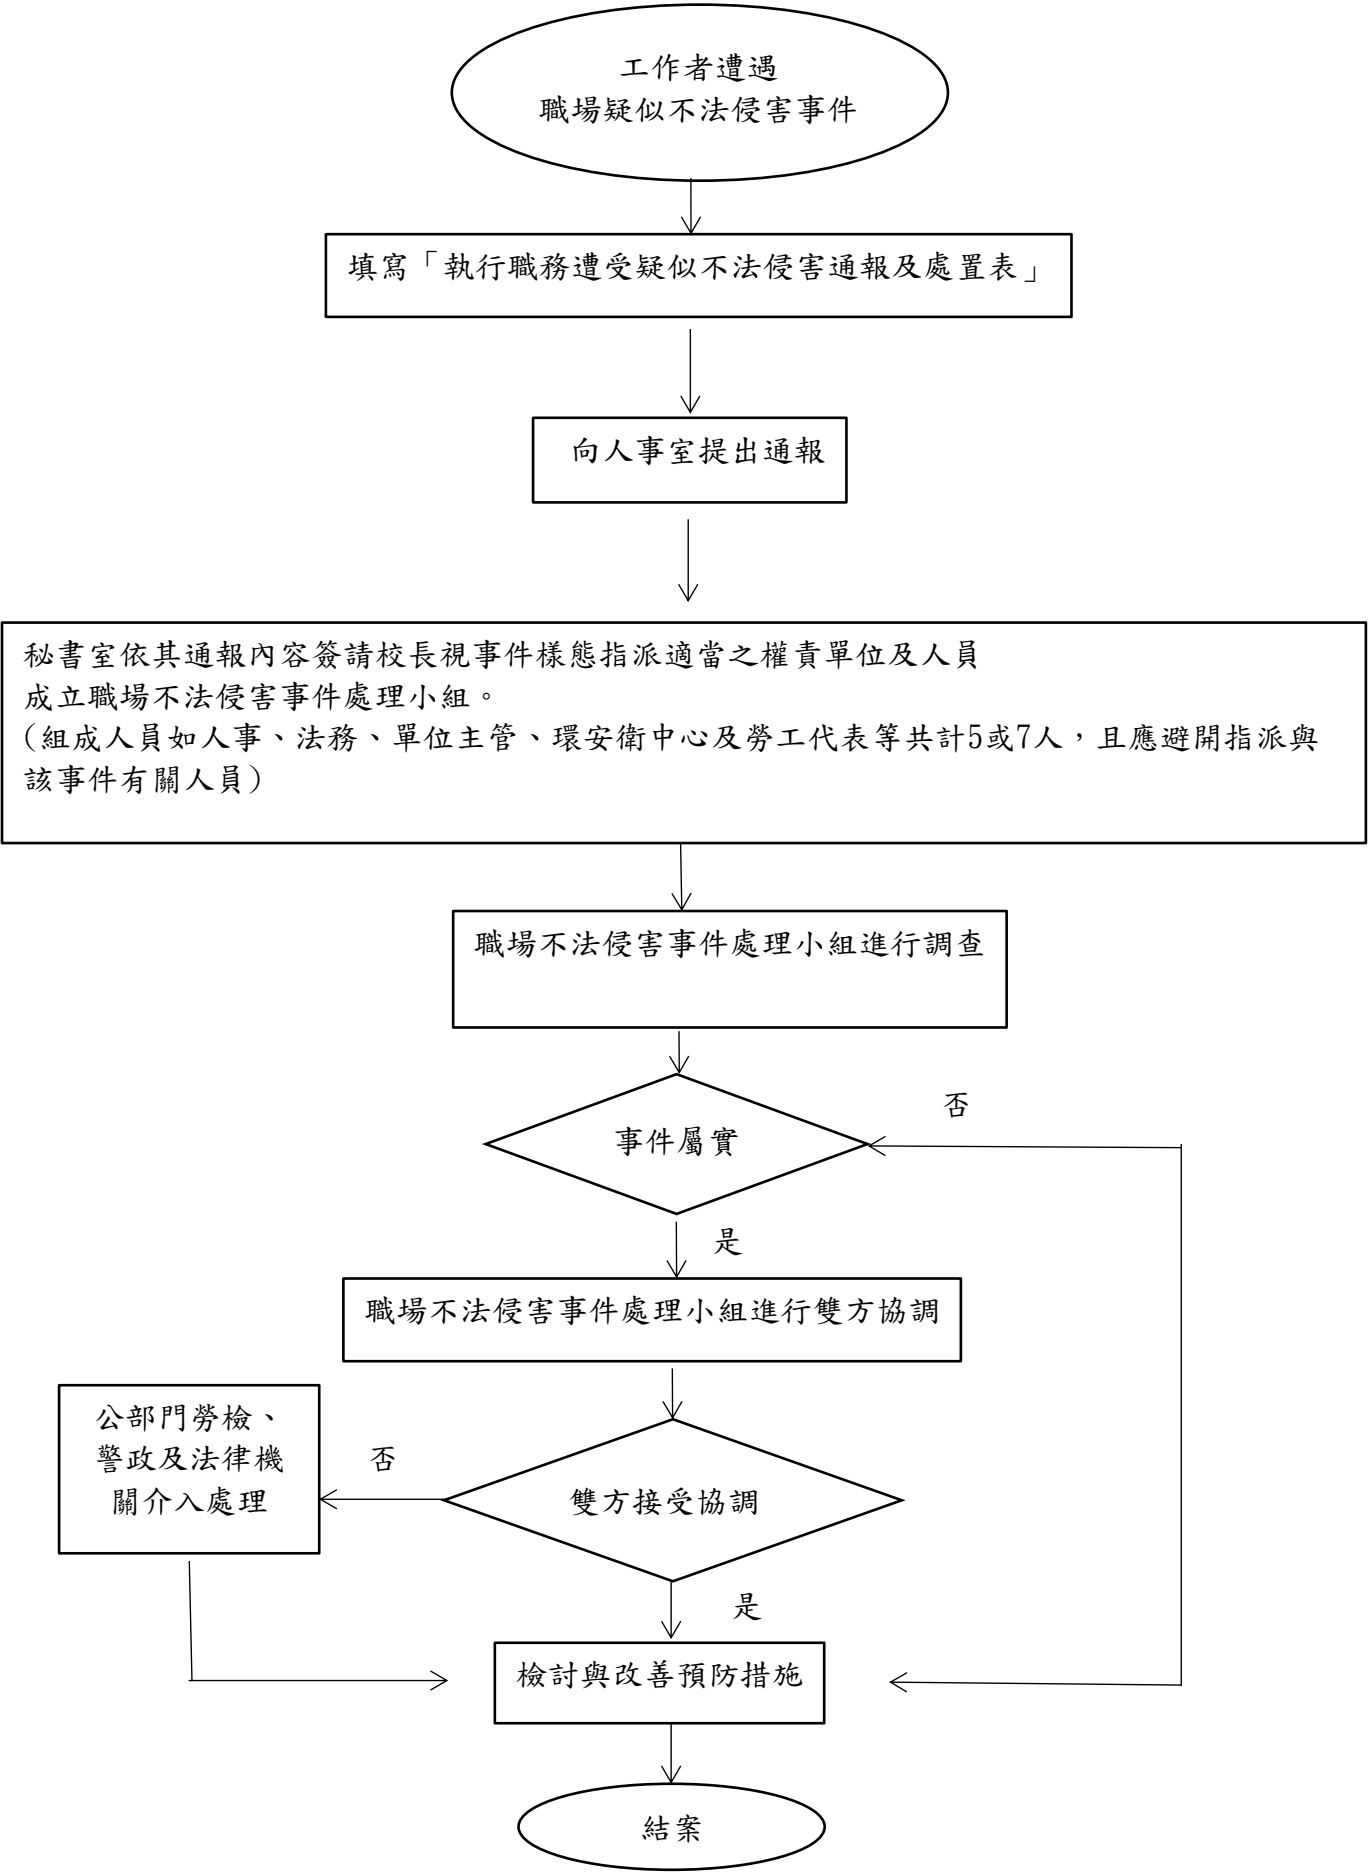 工作者遭遇
職場疑似不法侵害事件
填寫「執行職務遭受疑似不法侵害通報及處置表」
向人事室提出通報
秘書室依其通報內容簽請校長視事件樣態指派適當之權責單位及人員
成立職場不法侵害事件處理小組。
(組成人員如人事、法務、單位主管、環安衛中心及勞工代表等共計5或7人，且應避開指派與
該事件有關人員)
職場不法侵害事件處理小組進行調查
否
事件屬實
是
職場不法侵害事件處理小組進行雙方協調
公部門勞檢、
警政及法律機
關介入處理
否
雙方接受協調
是
檢討與改善預防措施
結案